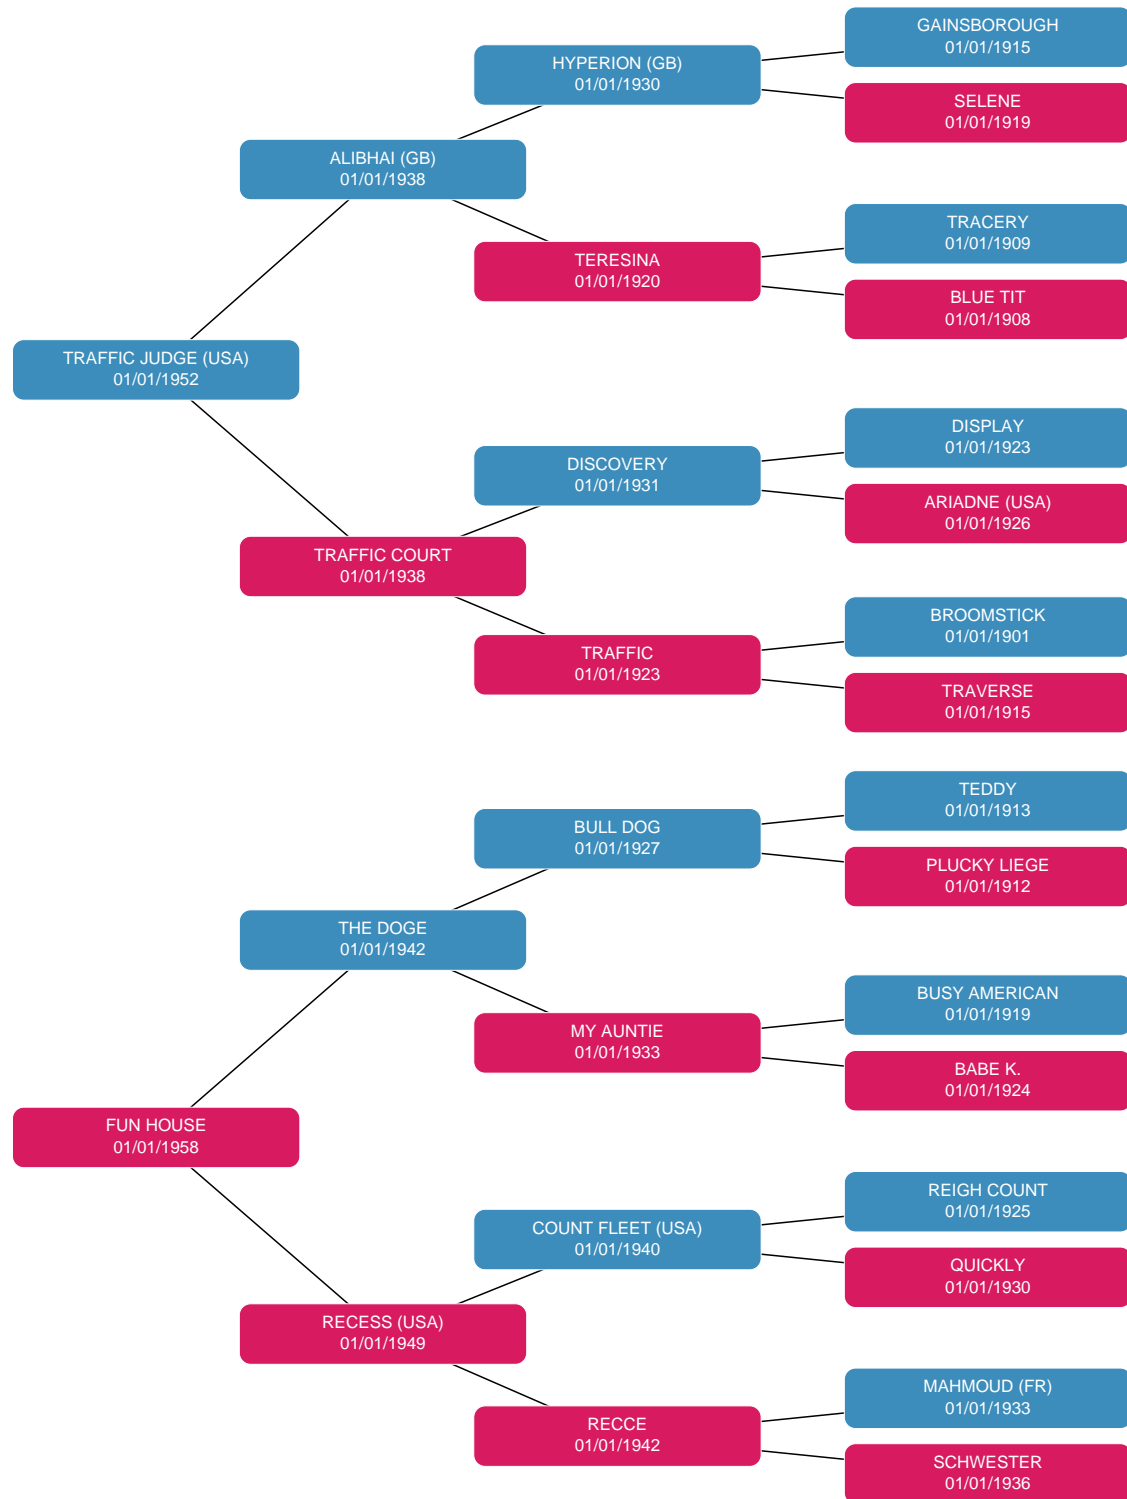 GAINSBOROUGH
01/01/1915
HYPERION (GB)
01/01/1930
SELENE
01/01/1919
ALIBHAI (GB)
01/01/1938
TRACERY
01/01/1909
TERESINA
01/01/1920
BLUE TIT
01/01/1908
TRAFFIC JUDGE (USA)
01/01/1952
DISPLAY
01/01/1923
DISCOVERY
01/01/1931
ARIADNE (USA)
01/01/1926
TRAFFIC COURT
01/01/1938
BROOMSTICK
01/01/1901
TRAFFIC
01/01/1923
TRAVERSE
01/01/1915
TEDDY
01/01/1913
BULL DOG
01/01/1927
PLUCKY LIEGE
01/01/1912
THE DOGE
01/01/1942
BUSY AMERICAN
01/01/1919
MY AUNTIE
01/01/1933
BABE K.
01/01/1924
FUN HOUSE
01/01/1958
REIGH COUNT
01/01/1925
COUNT FLEET (USA)
01/01/1940
QUICKLY
01/01/1930
RECESS (USA)
01/01/1949
MAHMOUD (FR)
01/01/1933
RECCE
01/01/1942
SCHWESTER
01/01/1936